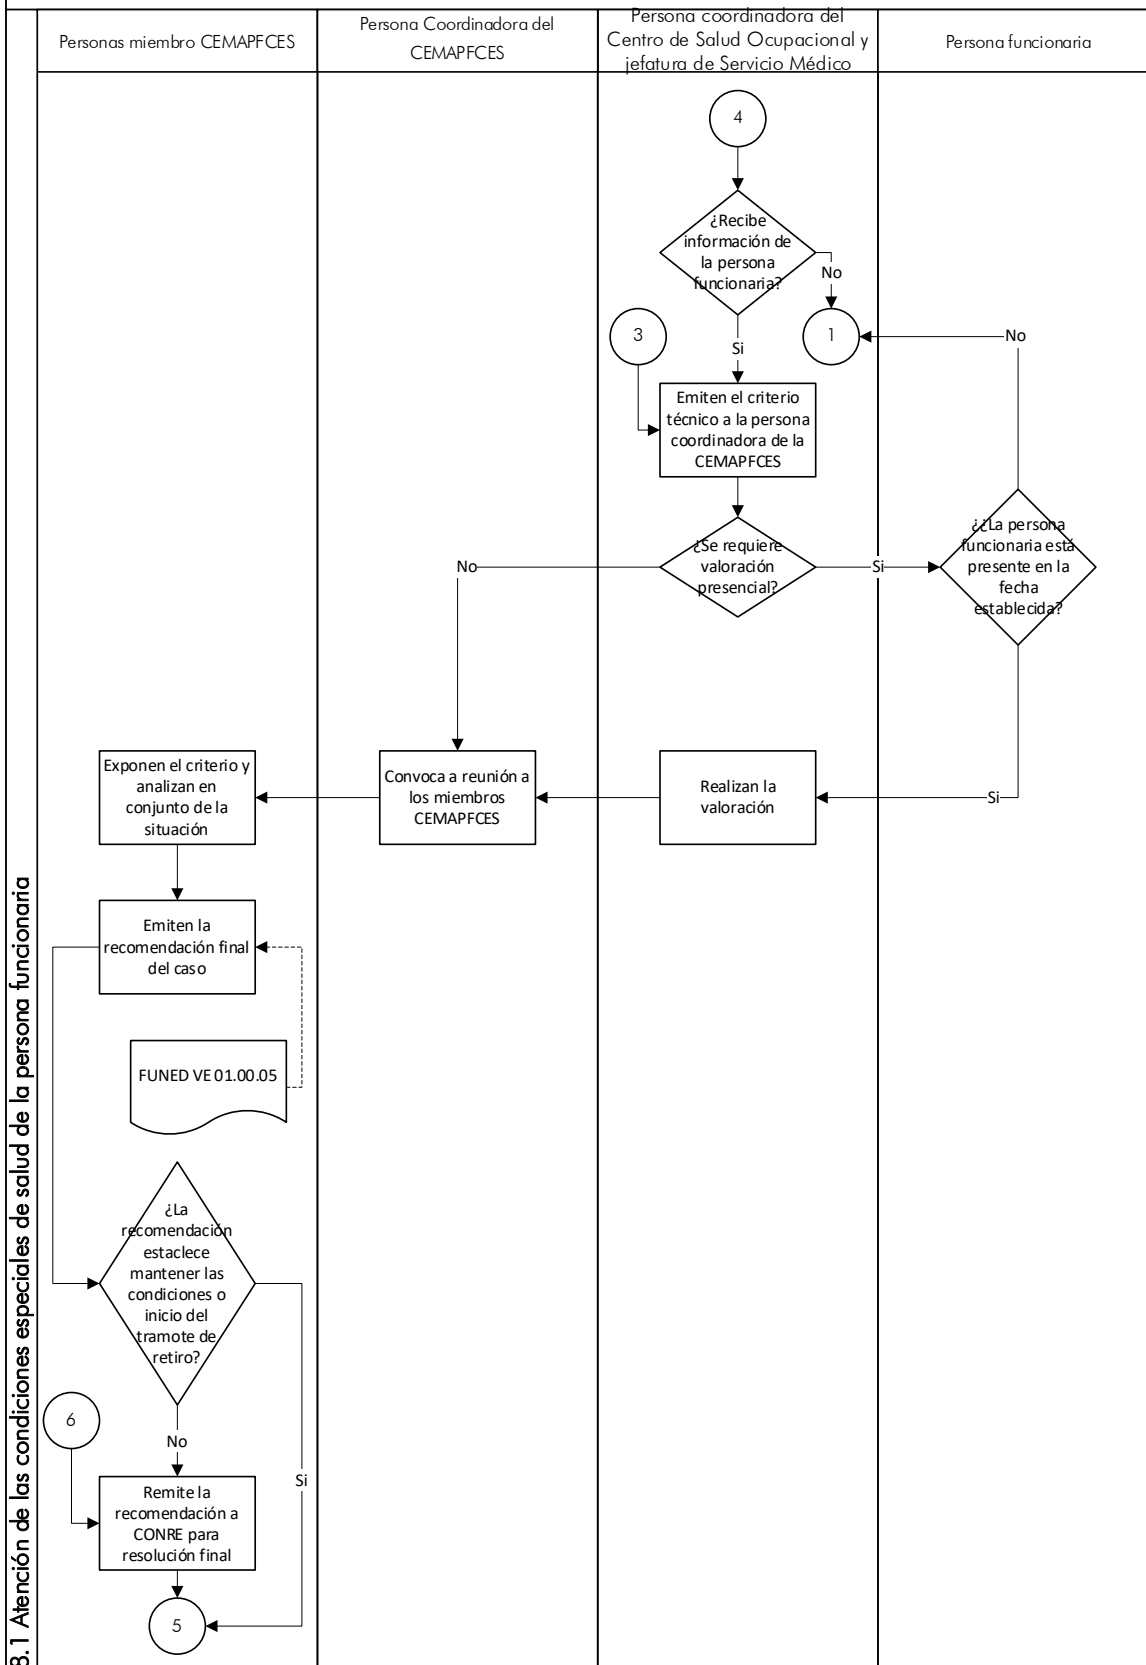 Personas miembro CEMAPFCES
Persona Coordinadora del
CEMAPFCES
Persona coordinadora del
Centro de Salud Ocupacional y
jefatura de Servicio Médico
Persona funcionaria
4
¿Recibe
información de
la persona
funcionaria?
No
3
1
Si
No
Emiten el criterio
técnico a la persona
coordinadora de la
CEMAPFCES
¿Se requiere
valoración
presencial?
No
Si
¿¿La persona
funcionaria está
presente en la
fecha
establecida?
Exponen el criterio y
analizan en
conjunto de la
situación
Convoca a reunión a
los miembros
CEMAPFCES
Realizan la
valoración
Si
Emiten la
recomendación final
del caso
FUNED VE 01.00.05
¿La
recomendación
estaclece
mantener las
condiciones o
inicio del
tramote de
retiro?
6
No
Si
Remite la
recomendación a
CONRE para
resolución final
5
8.1 Atención de las condiciones especiales de salud de la persona funcionaria